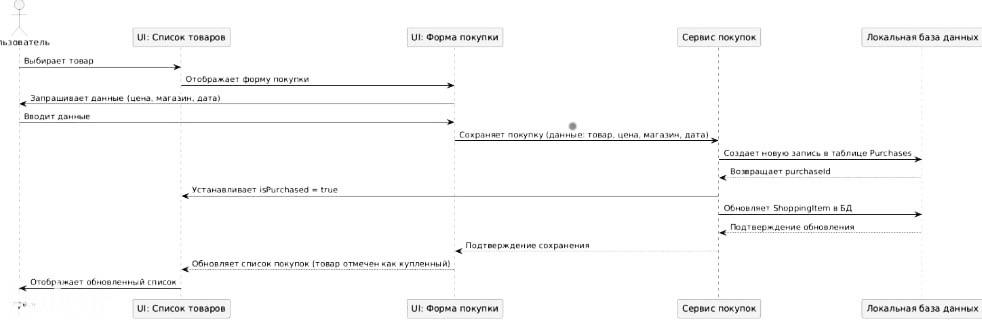 льзователь
UI: Список товаров
UI: Форма покупки
Сервис покупок
Локальная база данных
Выбирает товар
Отображает форму покупки
Запрашивает данные (цена, магазин, дата)
Вводит данные
Сохраняет покупку (данные: товар, цена, магазин, дата)
Создает новую запись в таблице Purchases
Возвращает purchaseId
Устанавливает isPurchased = true
Обновляет ShoppingItem в БД
Подтверждение обновления
Подтверждение сохранения
Обновляет список покупок (товар отмечен как купленный)
Отображает обновленный список
UI: Список товаров
UI: Форма покупки
Сервис покупок
Локальная база данных